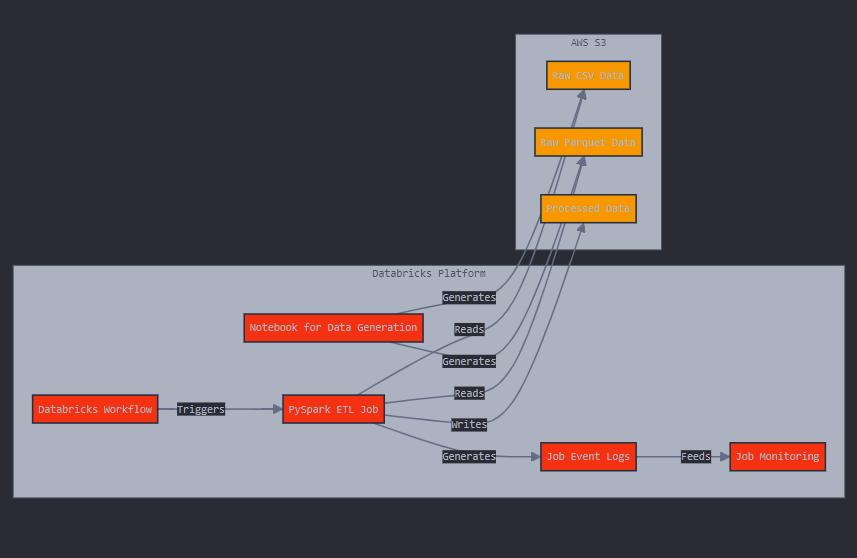 AWS S3
Raw CSV Data
Raw Parquet Data
Processed Data
Databricks Platform
Generates
Notebook for Data Generation
Reads
Generates
Reads
Databricks Workflow
Triggers
PySpark ETL Job
Writes
Generates
Job Event Logs
Feeds
Job Monitoring